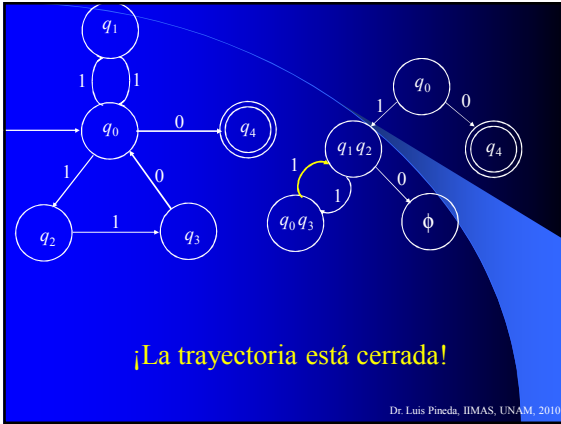 q1
1 1
q0
0
q4
1
0
q2
1
q3
q0
1
0
q1 q2
q4
1
1
0
q0 q3
ϕ
¡La trayectoria está cerrada!
Dr. Luis Pineda, IIMAS, UNAM, 2010